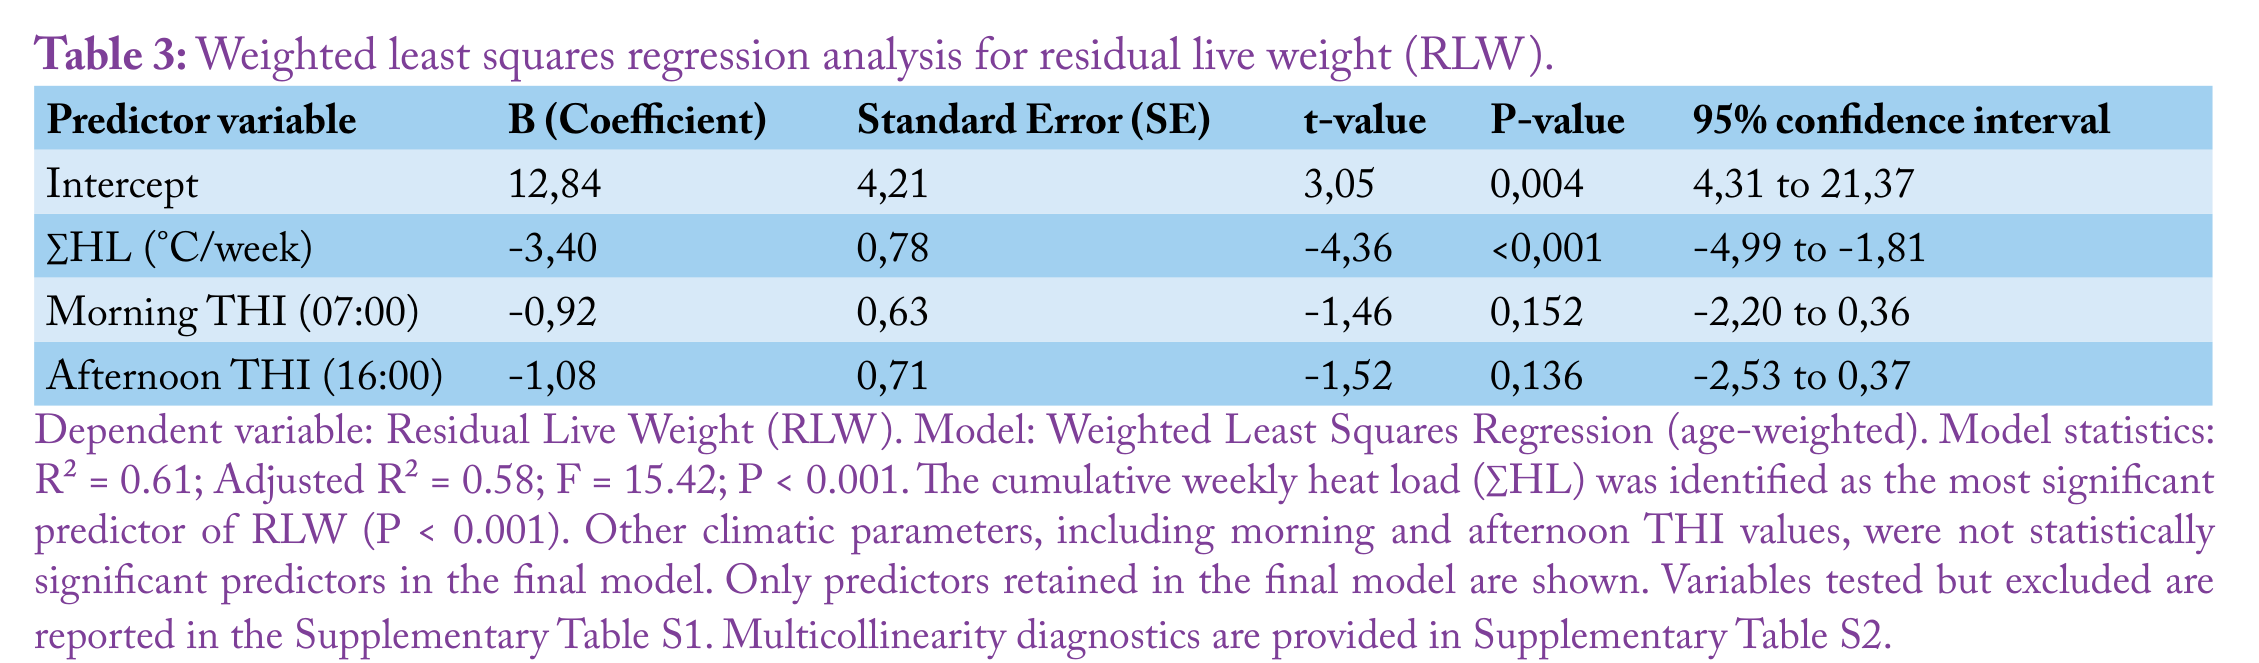 Table 3: Weighted least squares regression analysis for residual live weight (RLW).
Predictor variable B (Coefficient) Standard Error (SE) t-value P-value 95% confidence interval
Intercept 12,84 4,21 3,05 0,004 4,31 to 21,37
∑HL (°C/week) -3,40 0,78 -4,36 <0,001 -4,99 to -1,81
Morning THI (07:00) -0,92 0,63 -1,46 0,152 -2,20 to 0,36
Afternoon THI (16:00) -1,08 0,71 -1,52 0,136 -2,53 to 0,37
Dependent variable: Residual Live Weight (RLW). Model: Weighted Least Squares Regression (age-weighted). Model statistics:
R² = 0.61; Adjusted R² = 0.58; F = 15.42; P < 0.001. The cumulative weekly heat load (∑HL) was identified as the most significant
predictor of RLW (P < 0.001). Other climatic parameters, including morning and afternoon THI values, were not statistically
significant predictors in the final model. Only predictors retained in the final model are shown. Variables tested but excluded are
reported in the Supplementary Table S1. Multicollinearity diagnostics are provided in Supplementary Table S2.